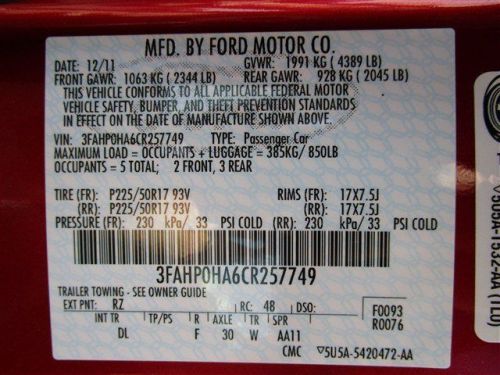 MFD. BY FORD MOTOR CO.
DATE: 12/11 GVWR: 1991 KG (4389 LB)
FRONT GAWR: 1063 KG (2344 LB) REAR GAWR: 928 KG (2045 LB)
THIS VEHICLE CONFORMS TO ALL APPLICABLE FEDERAL MOTOR
VEHICLE SAFETY, BUMPER, AND THEFT PREVENTION STANDARDS
IN EFFECT ON THE DATE OF MANUFACTURE SHOWN ABOVE.
VIN: 3FAHP0HA6CR257749 TYPE: Passenger Car
MAXIMUM LOAD = OCCUPANTS + LUGGAGE = 385KG/ 850LB
OCCUPANTS = 5 TOTAL; 2 FRONT, 3 REAR
TIRE (FR): P225/50R17 93V RIMS (FR): 17X7.5J
(RR): P225/50R17 93V (RR): 17X7.5J
PRESSURE (FR): 230 kPa/ 33 PSI COLD (RR): 230 kPa/ 33 PSI COLD
3FAHP0HA6CR257749
TRAILER TOWING - SEE OWNER GUIDE
EXT PNT: RZ RC: 48 DSO: F0093
R0076
INT TR TP/PS R AXLE TR SPR
DL F 30 W AA11
CMC 5U5A-5420472-AA